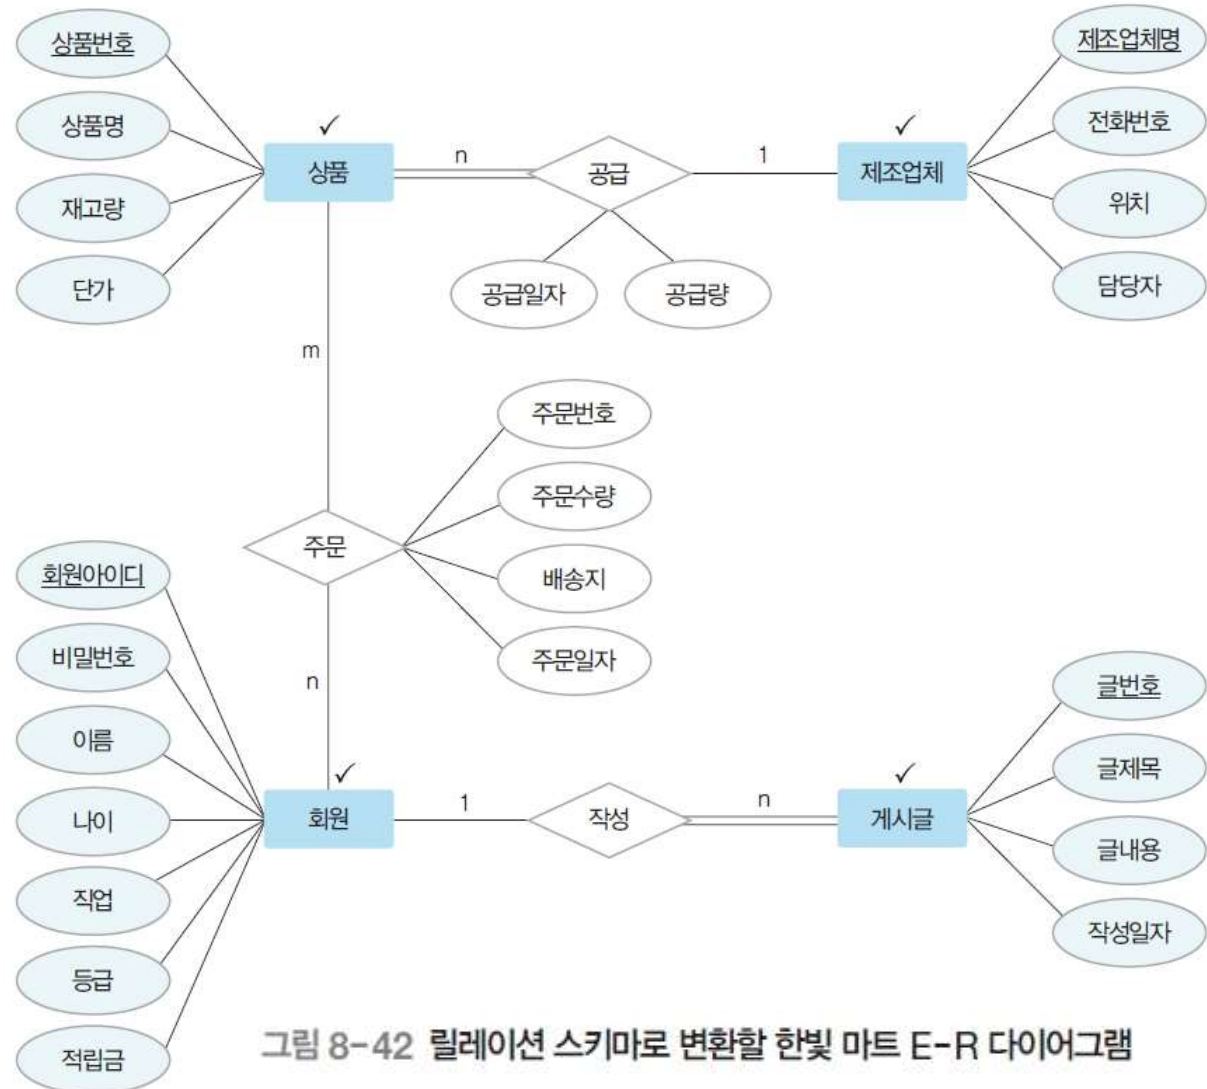 상품번호
상품명
재고량
단가
상품
n
공급
1
제조업체
제조업체명
전화번호
위치
담당자
공급일자
공급량
m
주문
주문번호
주문수량
배송지
주문일자
n
회원아이디
비밀번호
이름
나이
직업
등급
적립금
회원
1
작성
n
게시글
글번호
글제목
글내용
작성일자
그림 8-42 릴레이션 스키마로 변환할 한빛 마트 E-R 다이어그램